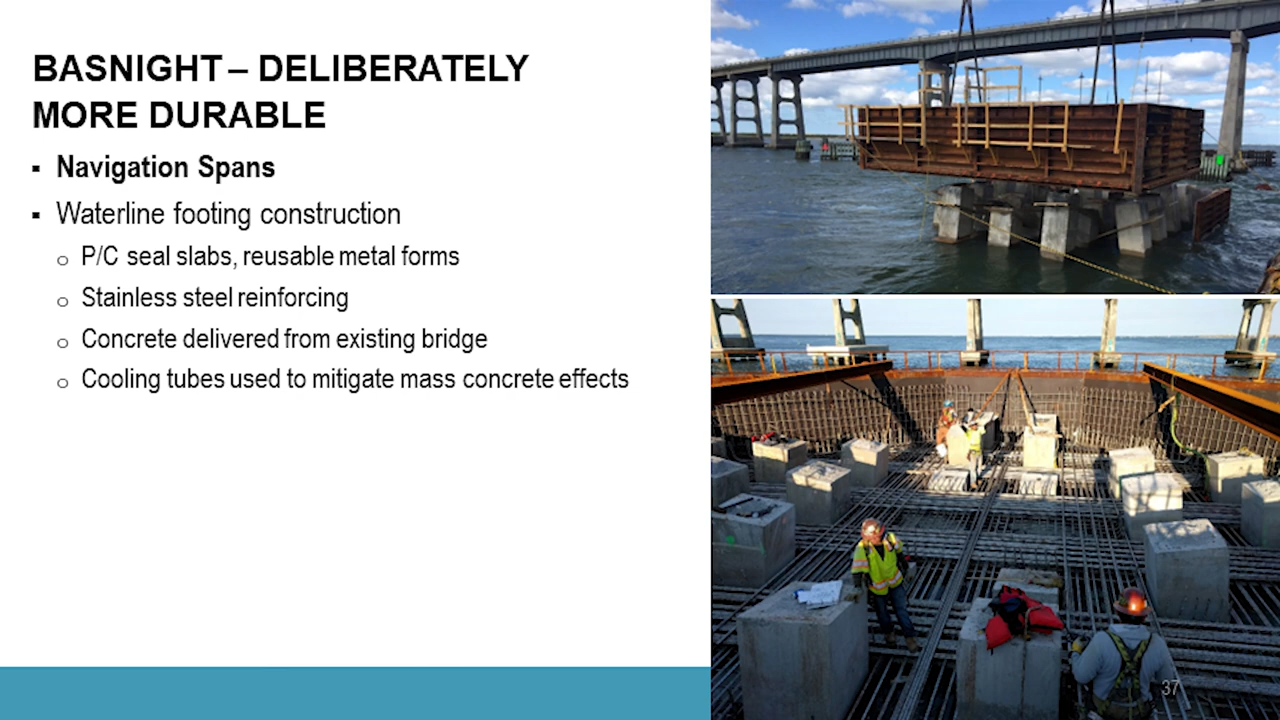 BASNIGHT – DELIBERATELY
MORE DURABLE
▪ Navigation Spans
▪ Waterline footing construction
o P/C seal slabs, reusable metal forms
o Stainless steel reinforcing
o Concrete delivered from existing bridge
o Cooling tubes used to mitigate mass concrete effects
37